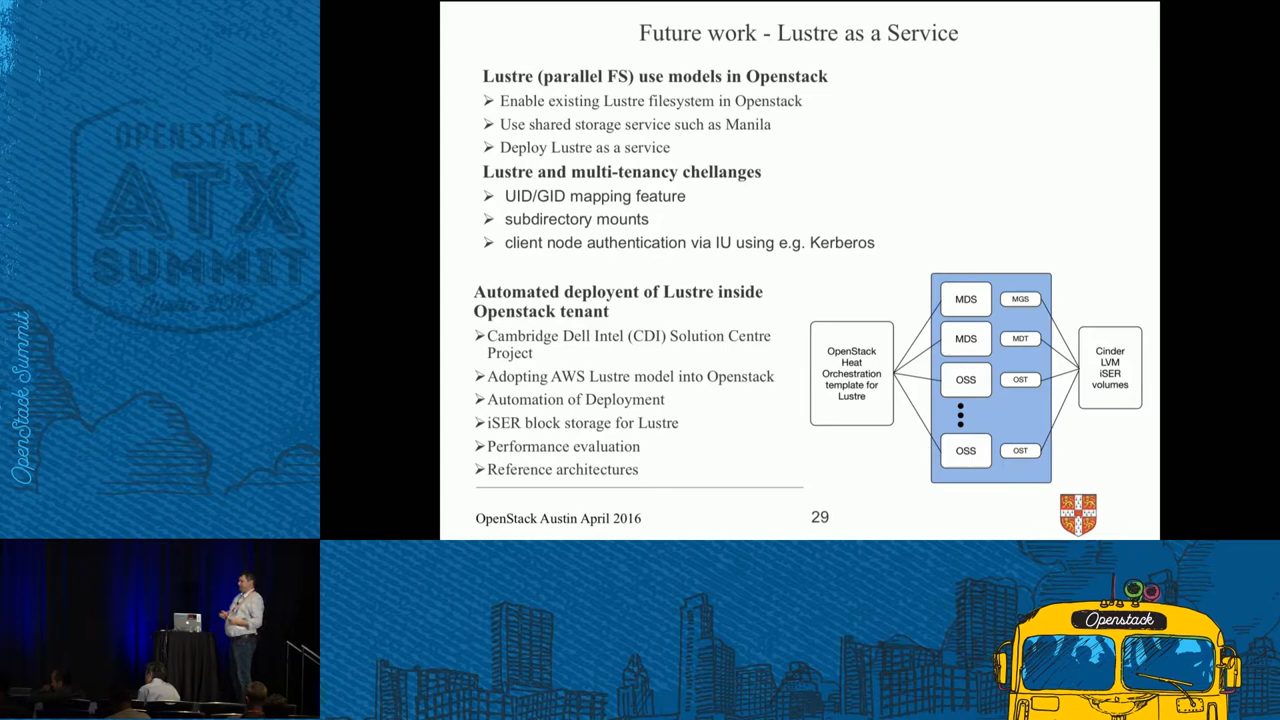 Future work - Lustre as a Service
Lustre (parallel FS) use models in Openstack
➢ Enable existing Lustre filesystem in Openstack
➢ Use shared storage service such as Manila
➢ Deploy Lustre as a service
Lustre and multi-tenancy chellanges
➢ UID/GID mapping feature
➢ subdirectory mounts
➢ client node authentication via IU using e.g. Kerberos
Automated deployent of Lustre inside
Openstack tenant
➢Cambridge Dell Intel (CDI) Solution Centre
Project
➢Adopting AWS Lustre model into Openstack
➢Automation of Deployment
➢iSER block storage for Lustre
➢Performance evaluation
➢Reference architectures
OpenStack
Heat
Orchestration
template for
Lustre
MDS
MGS
MDS
MDT
OSS
OST
OSS
OST
Cinder
LVM
iSER
volumes
OpenStack Austin April 2016
29
OPENSTACK
ATX
SUMMIT
OpenStack Summit
Openstack